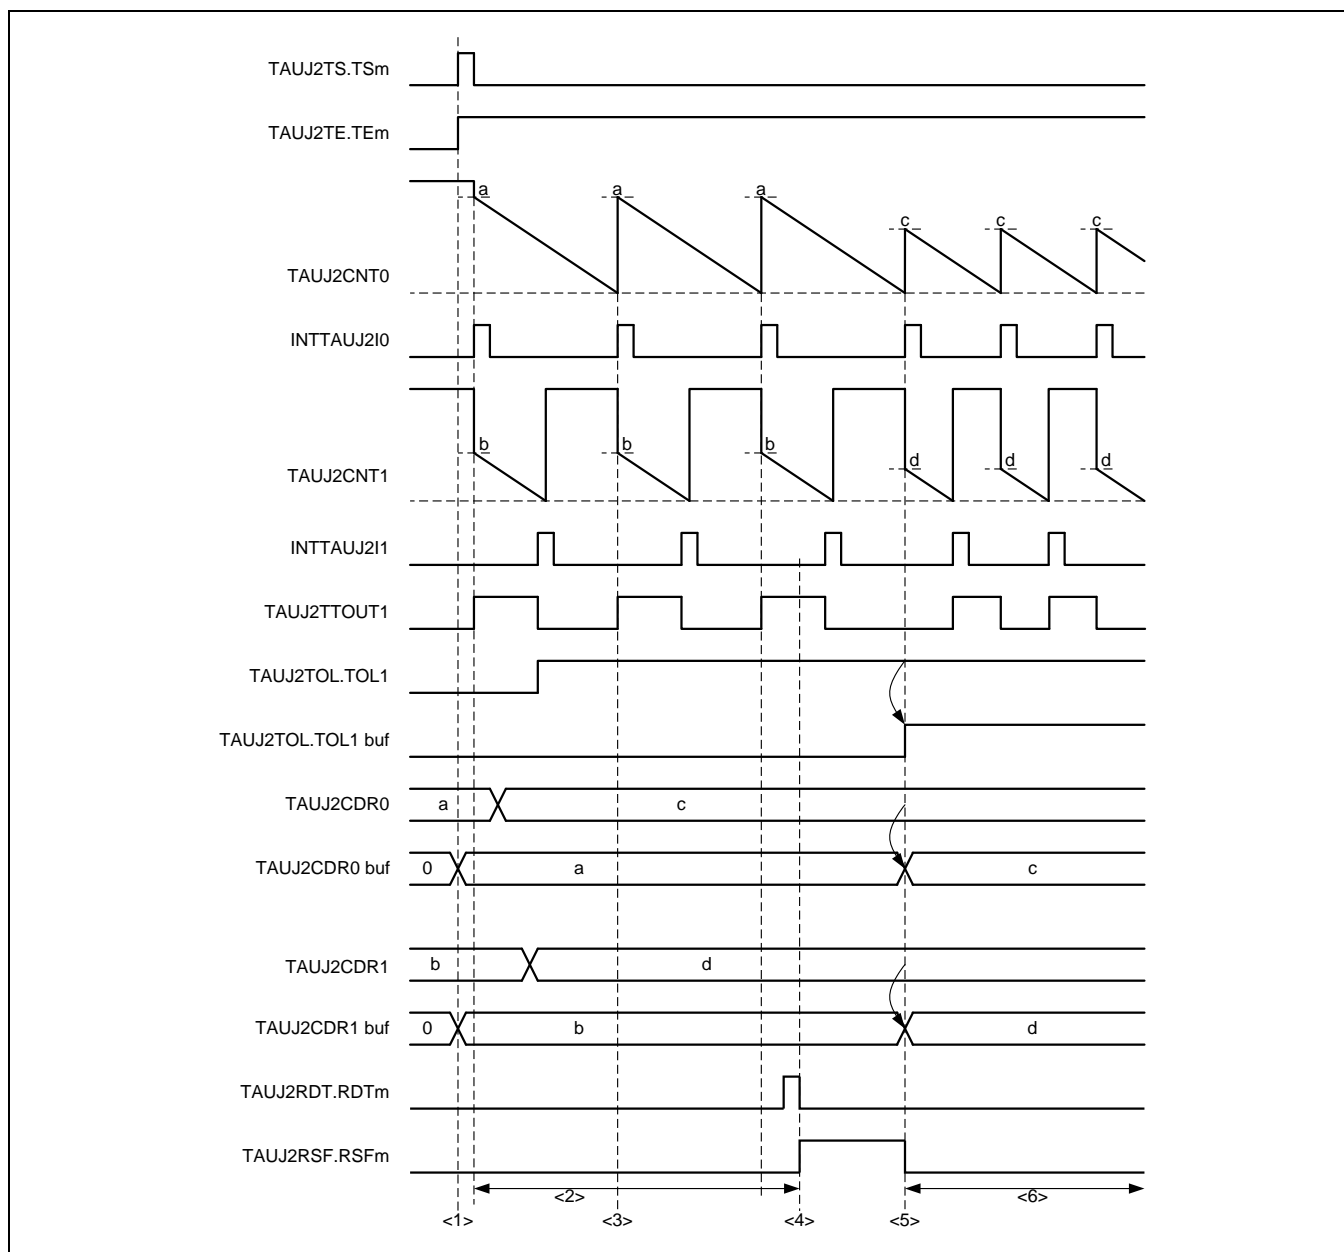 TAUJ2TS.TSm
TAUJ2TE.TEm
a a a c c c
TAUJ2CNT0
INTTAUJ2I0
b b b d d d
TAUJ2CNT1
INTTAUJ2I1
TAUJ2TTOUT1
TAUJ2TOL.TOL1
TAUJ2TOL.TOL1 buf
TAUJ2CDR0 a c
TAUJ2CDR0 buf 0 a c
TAUJ2CDR1 b d
TAUJ2CDR1 buf 0 b d
TAUJ2RDT.RDTm
TAUJ2RSF.RSFm
<2> <6>
<1> <3> <4> <5>